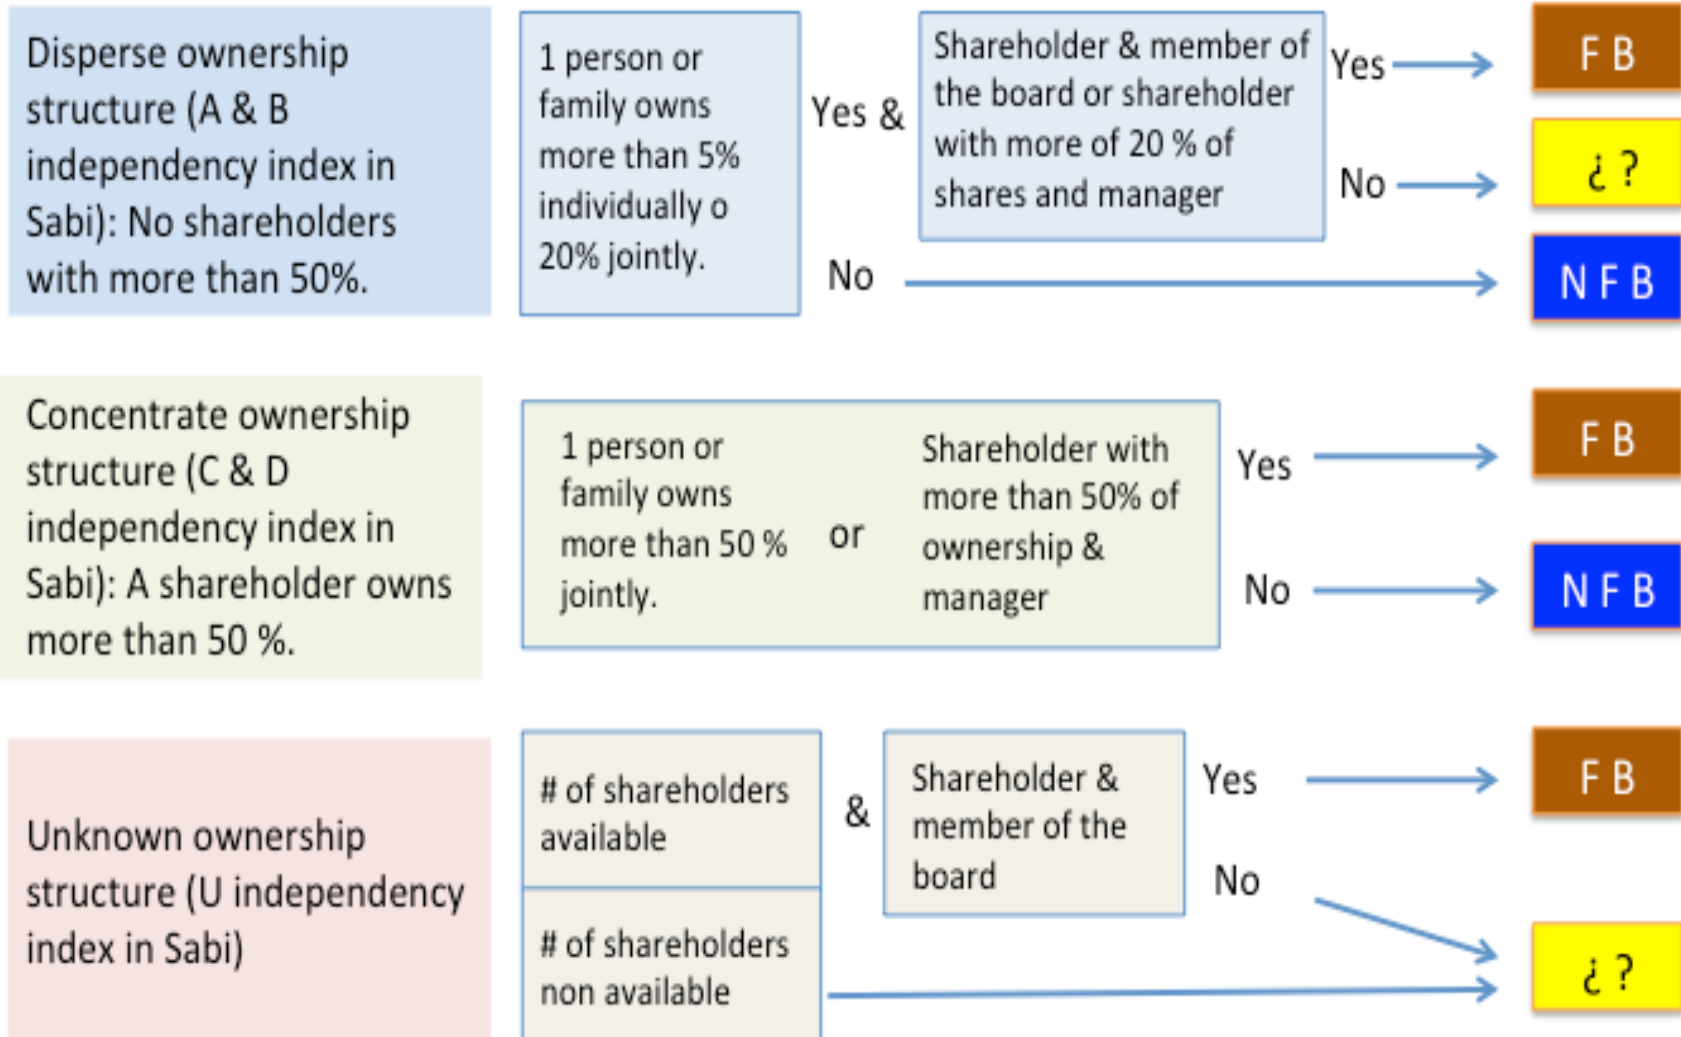 Disperse ownership
structure (A & B
independency index in
Sabi): No shareholders
with more than 50%.
1 person or
family owns
more than 5%
individually o
20% jointly.
Yes &
No
Shareholder & member of
the board or shareholder
with more of 20 % of
shares and manager
Yes
No
F B
¿ ?
N F B
Concentrate ownership
structure (C & D
independency index in
Sabi): A shareholder owns
more than 50 %.
1 person or
family owns
more than 50 %
jointly.
or
Shareholder with
more than 50% of
ownership &
manager
Yes
No
F B
N F B
Unknown ownership
structure (U independency
index in Sabi)
# of shareholders
available
# of shareholders
non available
&
Shareholder &
member of the
board
Yes
No
F B
¿ ?